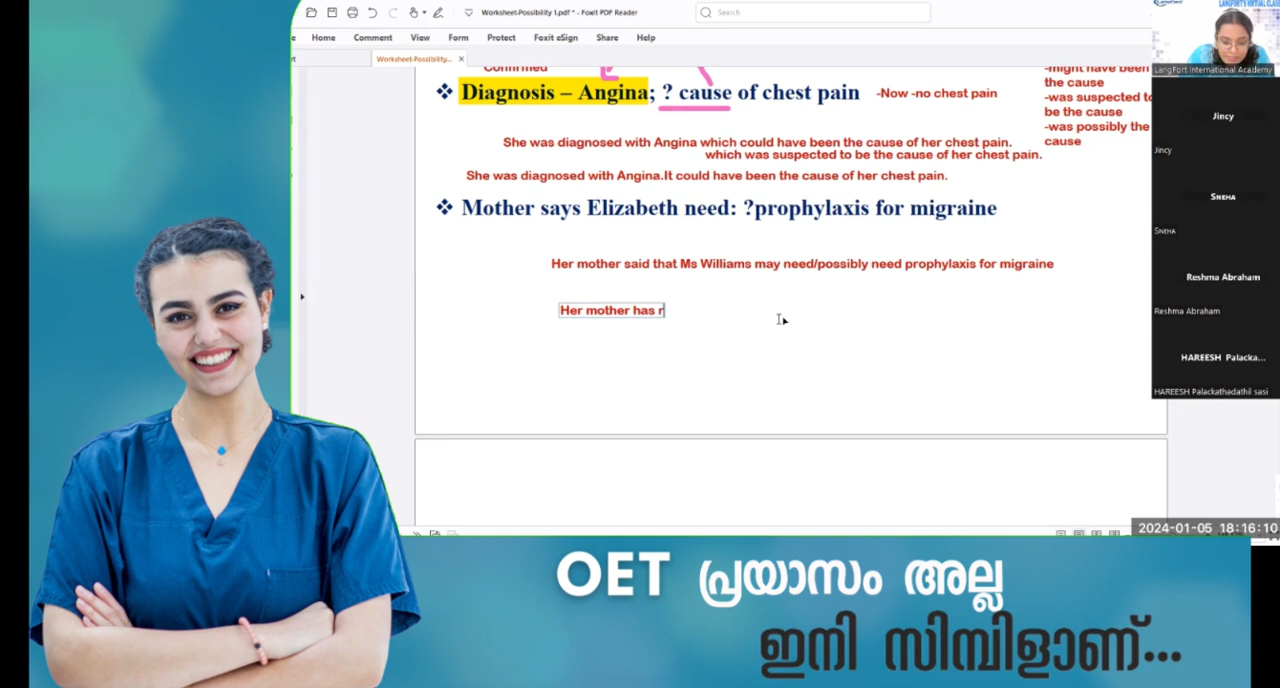 Worksheet-Possibility 1.pdf * - Foxit PDF Reader
Search
Home Comment View Form Protect Foxit eSign Share Help
Worksheet-Possibility... ×
Confirmed
❖ Diagnosis – Angina; ? cause of chest pain -Now -no chest pain
She was diagnosed with Angina which could have been the cause of her chest pain.
which was suspected to be the cause of her chest pain.
She was diagnosed with Angina.It could have been the cause of her chest pain.
❖ Mother says Elizabeth need: ?prophylaxis for migraine
Her mother said that Ms Williams may need/possibly need prophylaxis for migraine
Her mother has r
-might have been
the cause
-was suspected to
be the cause
-was possibly the
cause
LANGFORT'S VIRTUAL
LangFort International Academy
Jincy
Jincy
Sneha
Sneha
Reshma Abraham
Reshma Abraham
HAREESH Palacka...
HAREESH Palackathadathil sasi
2024-01-05 18:16:10
OET പ്രയാസം അല്ല
ഇനി സിമ്പിളാണ്...